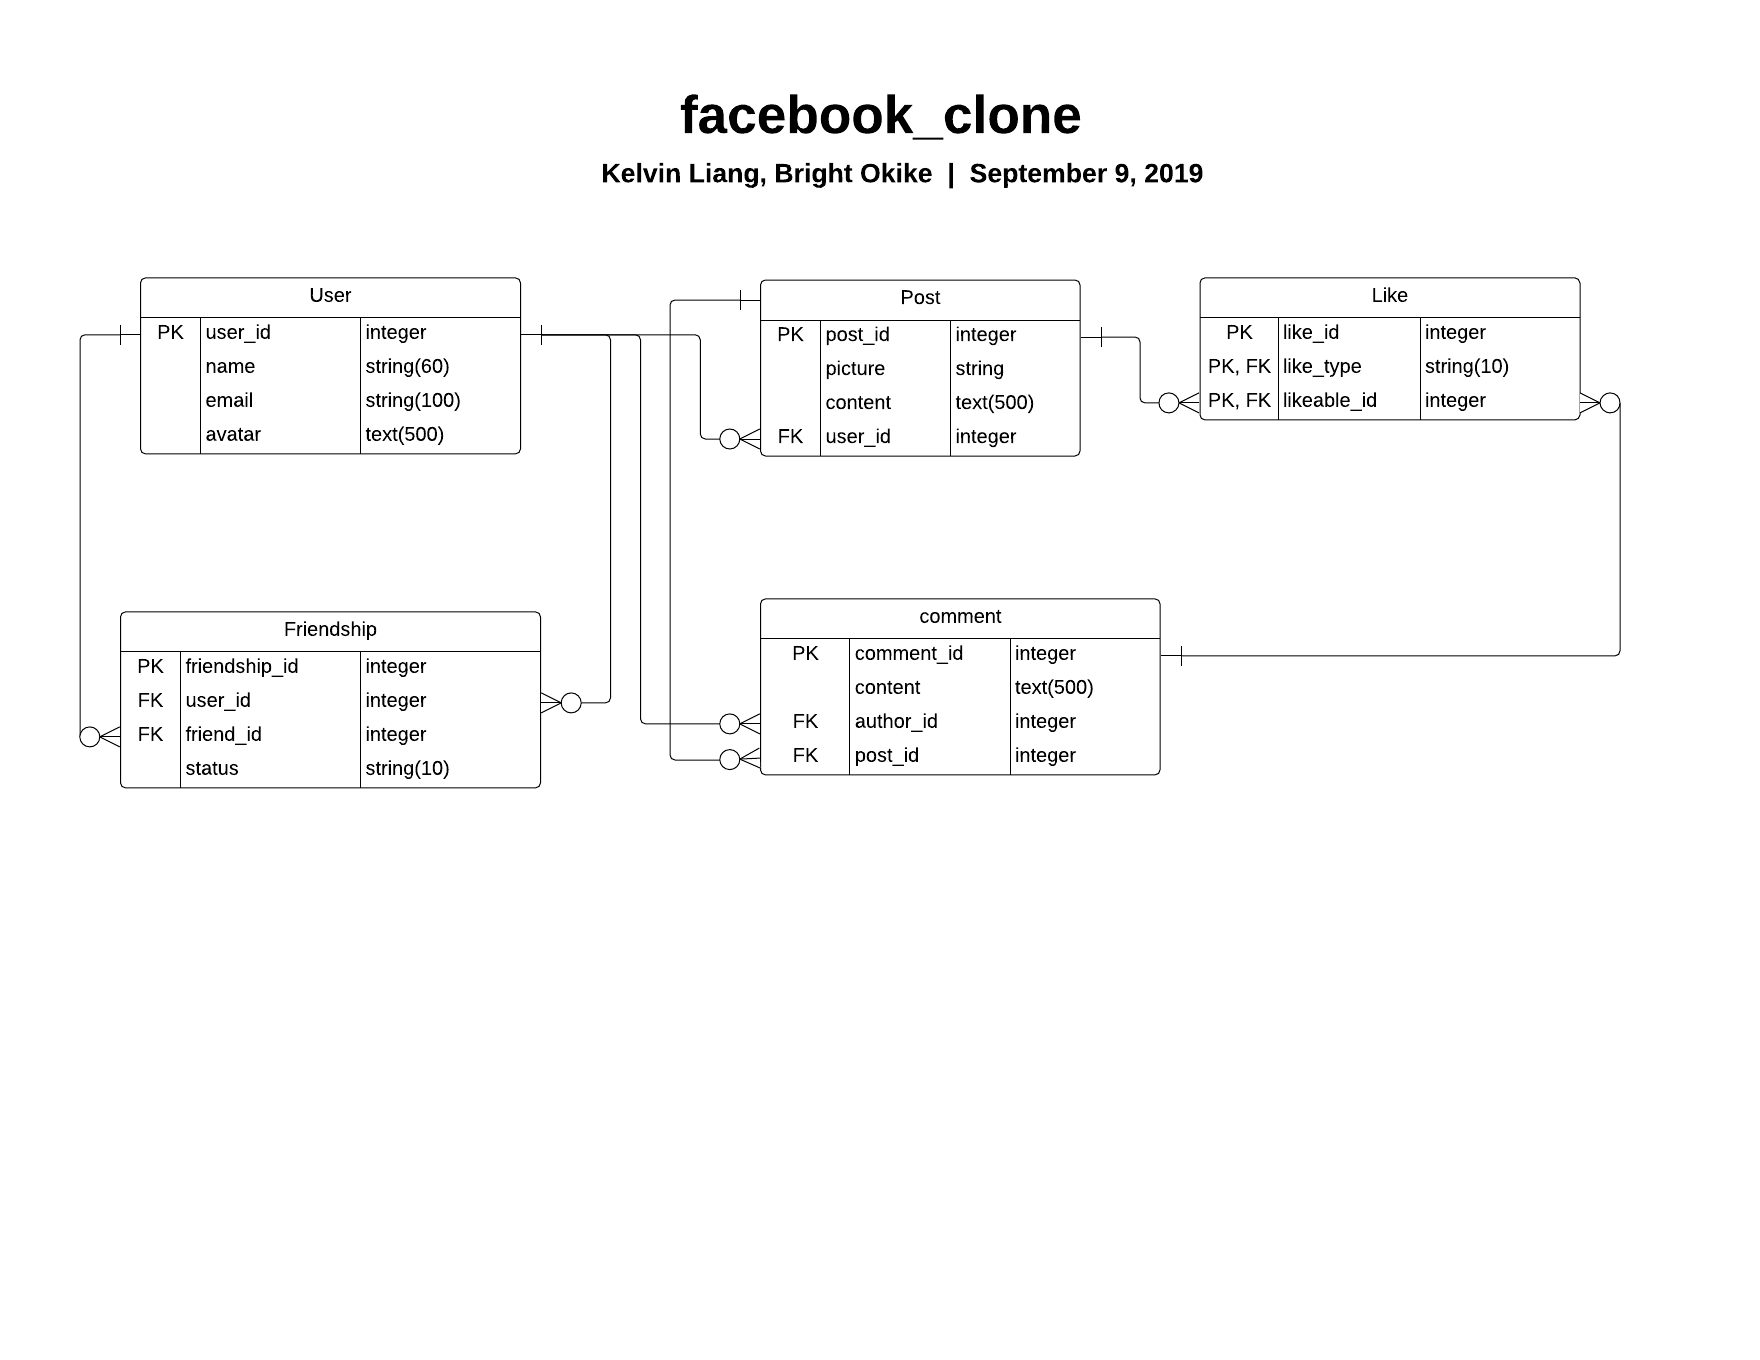 facebook_clone
Kelvin Liang, Bright Okike | September 9, 2019
User
PK user_id integer
name string(60)
email string(100)
avatar text(500)
Post
PK post_id integer
picture string
content text(500)
FK user_id integer
Like
PK like_id integer
PK, FK like_type string(10)
PK, FK likeable_id integer
Friendship
PK friendship_id integer
FK user_id integer
FK friend_id integer
status string(10)
comment
PK comment_id integer
content text(500)
FK author_id integer
FK post_id integer